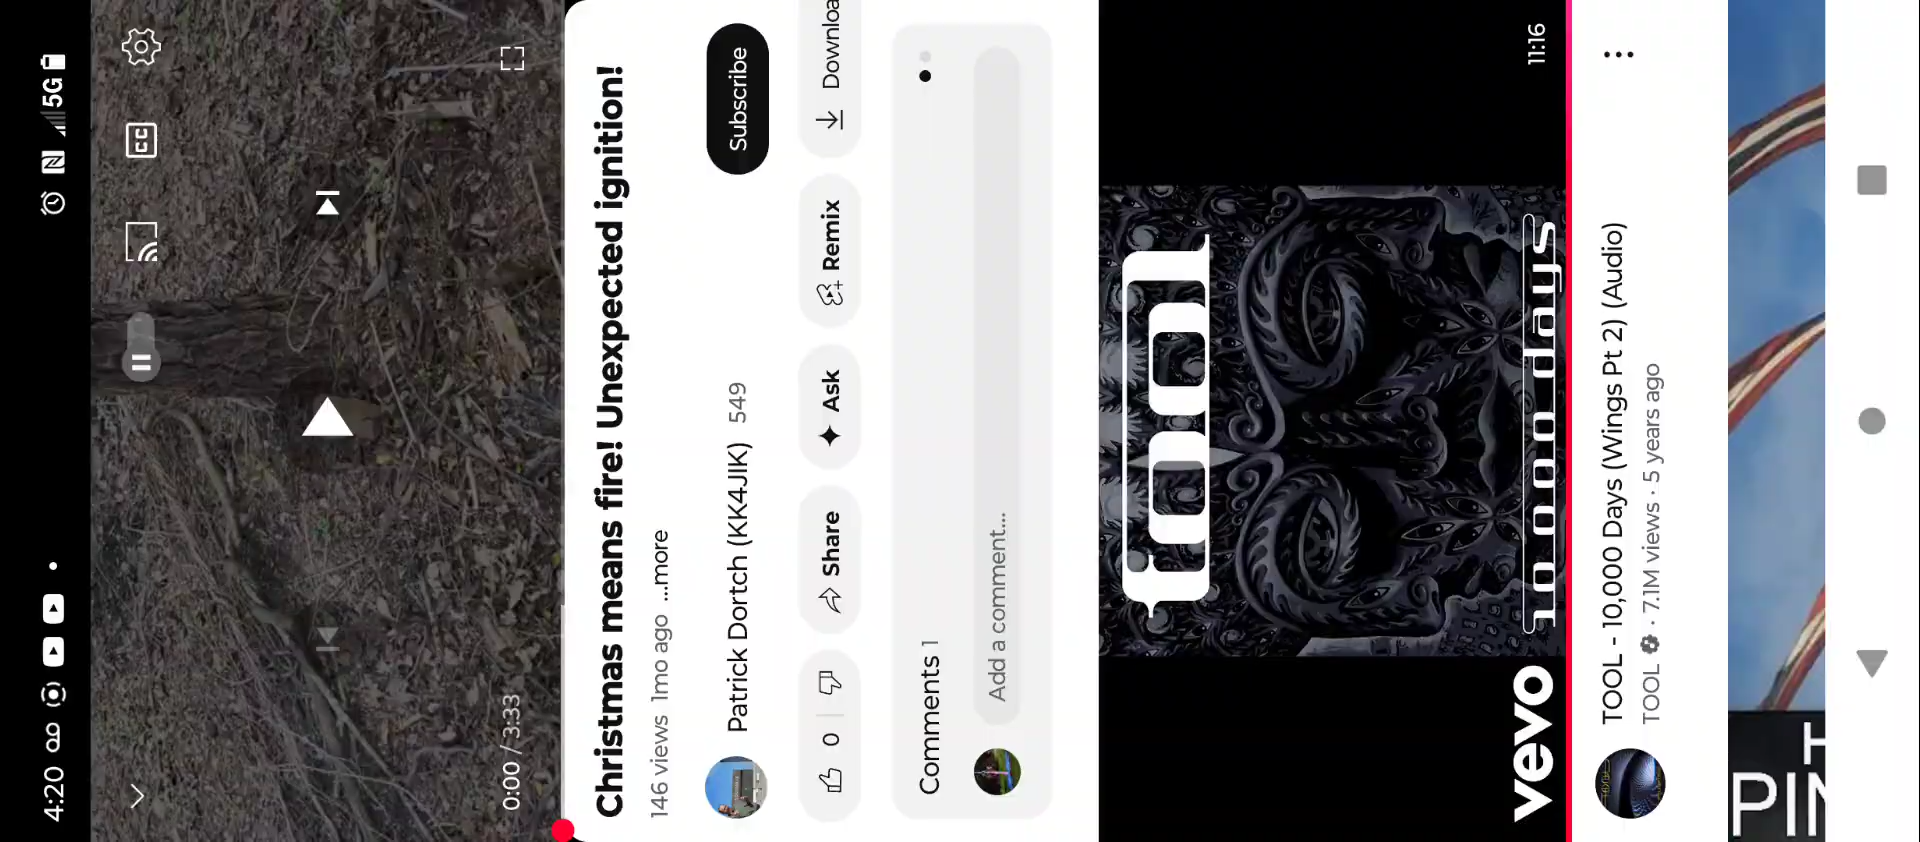 4:20
5G
CC
0:00 / 3:33
Christmas means fire! Unexpected ignition!
146 views 1mo ago ...more
Patrick Dortch (KK4JIK) 549
Subscribe
0
Share
Ask
Remix
Downloa
Comments 1
Add a comment...
tool
10,000 days
vevo
11:16
TOOL - 10,000 Days (Wings Pt 2) (Audio)
TOOL · 7.1M views · 5 years ago
H
PIN